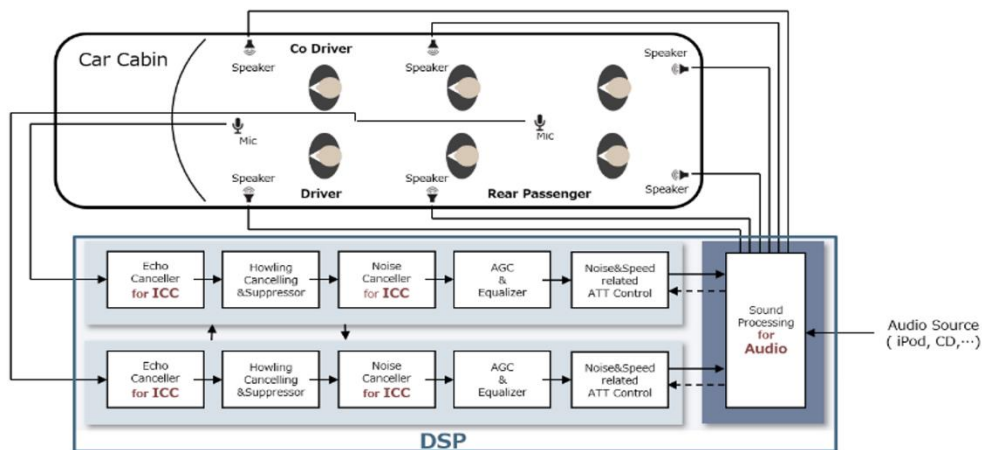 Car Cabin
Co Driver
Speaker
Speaker
Speaker
Mic
Mic
Speaker
Speaker
Speaker
Driver
Rear Passenger
Echo
Canceller
for ICC
Howling
Cancelling
&Suppressor
Noise
Canceller
for ICC
AGC
&
Equalizer
Noise&Speed
related
ATT Control
Sound
Processing
for
Audio
Audio Source
( iPod, CD,···)
Echo
Canceller
for ICC
Howling
Cancelling
&Suppressor
Noise
Canceller
for ICC
AGC
&
Equalizer
Noise&Speed
related
ATT Control
DSP